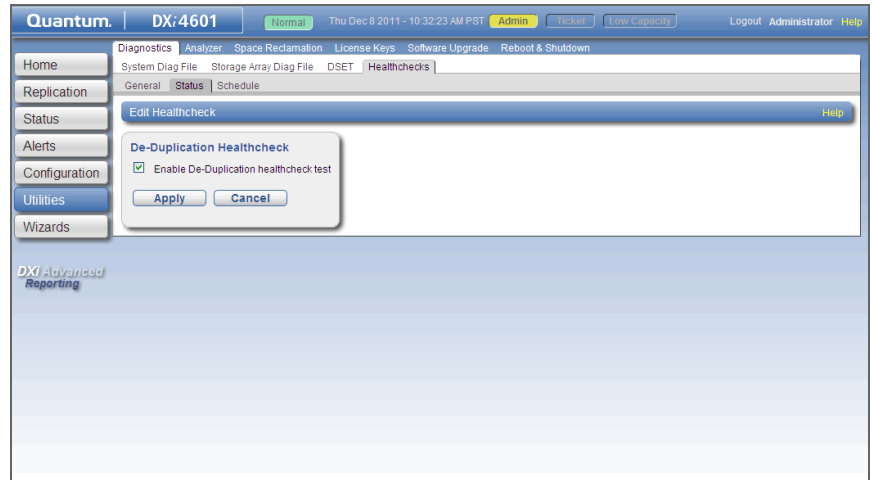 Quantum. DXi4601 Normal Thu Dec 8 2011 - 10:32:23 AM PST Admin Ticket Low Capacity Logout Administrator Help
Diagnostics Analyzer Space Reclamation License Keys Software Upgrade Reboot & Shutdown
System Diag File Storage Array Diag File DSET Healthchecks
General Status Schedule
Home
Replication
Status
Alerts
Configuration
Utilities
Wizards
DXi Advanced
Reporting
Edit Healthcheck Help
De-Duplication Healthcheck
Enable De-Duplication healthcheck test
Apply Cancel